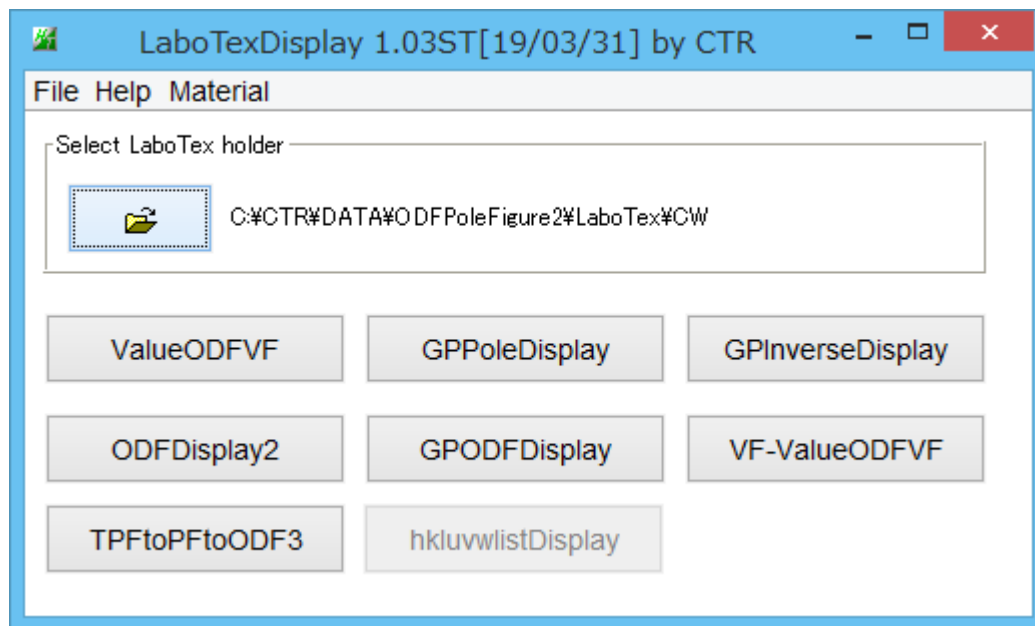 LaboTexDisplay 1.03ST[19/03/31] by CTR
File Help Material
Select LaboTex holder
C:¥CTR¥DATA¥ODFPoleFigure2¥LaboTex¥CW
ValueODFVF GPPoleDisplay GPInverseDisplay
ODFDisplay2 GPODFDisplay VF-ValueODFVF
TPFtoPFtoODF3 hkluvwlistDisplay